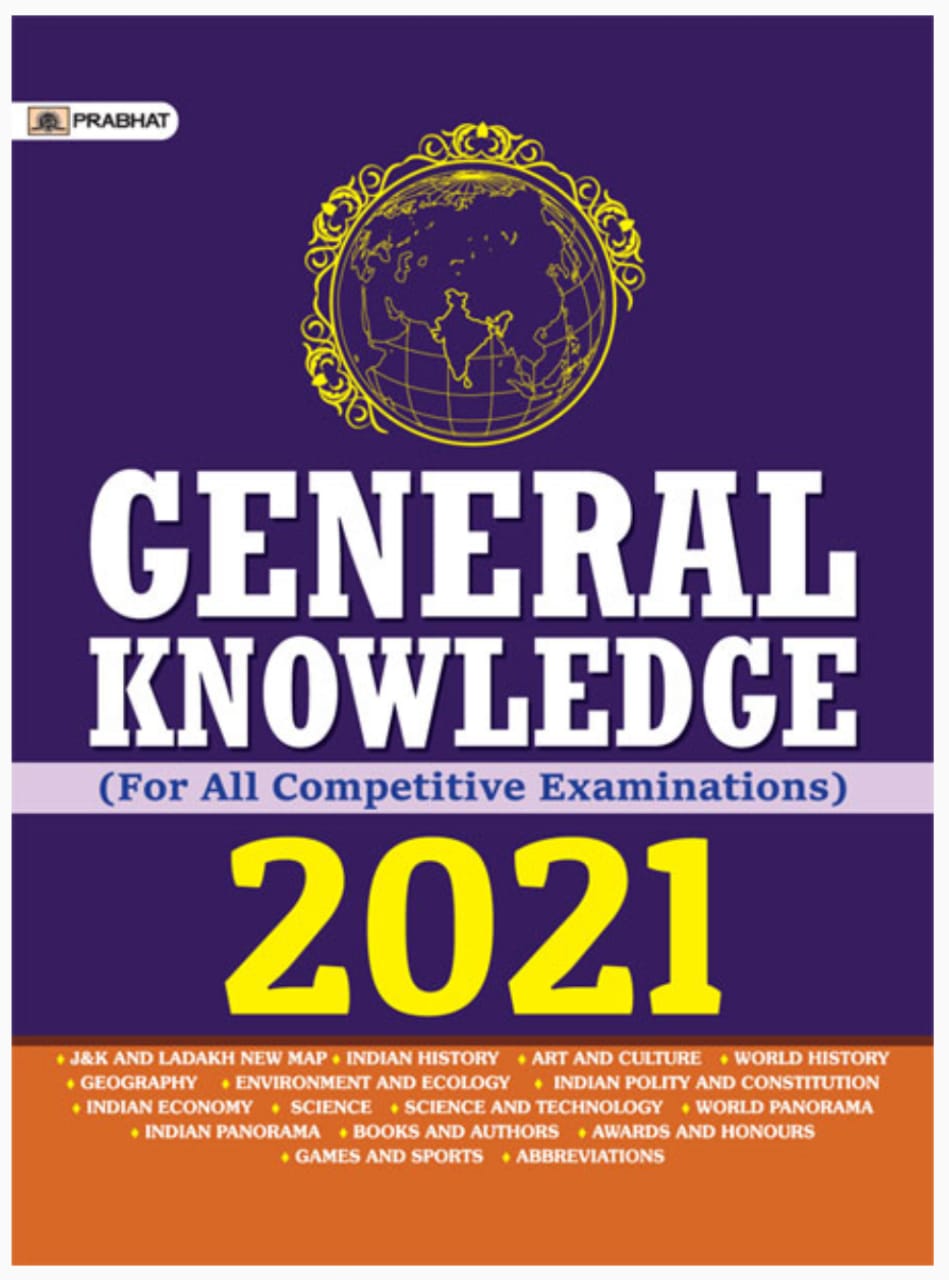 PRABHAT
GENERAL
KNOWLEDGE
(For All Competitive Examinations)
2021
♦ J&K AND LADAKH NEW MAP ♦ INDIAN HISTORY ♦ ART AND CULTURE ♦ WORLD HISTORY
♦ GEOGRAPHY ♦ ENVIRONMENT AND ECOLOGY ♦ INDIAN POLITY AND CONSTITUTION
♦ INDIAN ECONOMY ♦ SCIENCE ♦ SCIENCE AND TECHNOLOGY ♦ WORLD PANORAMA
♦ INDIAN PANORAMA ♦ BOOKS AND AUTHORS ♦ AWARDS AND HONOURS
♦ GAMES AND SPORTS ♦ ABBREVIATIONS